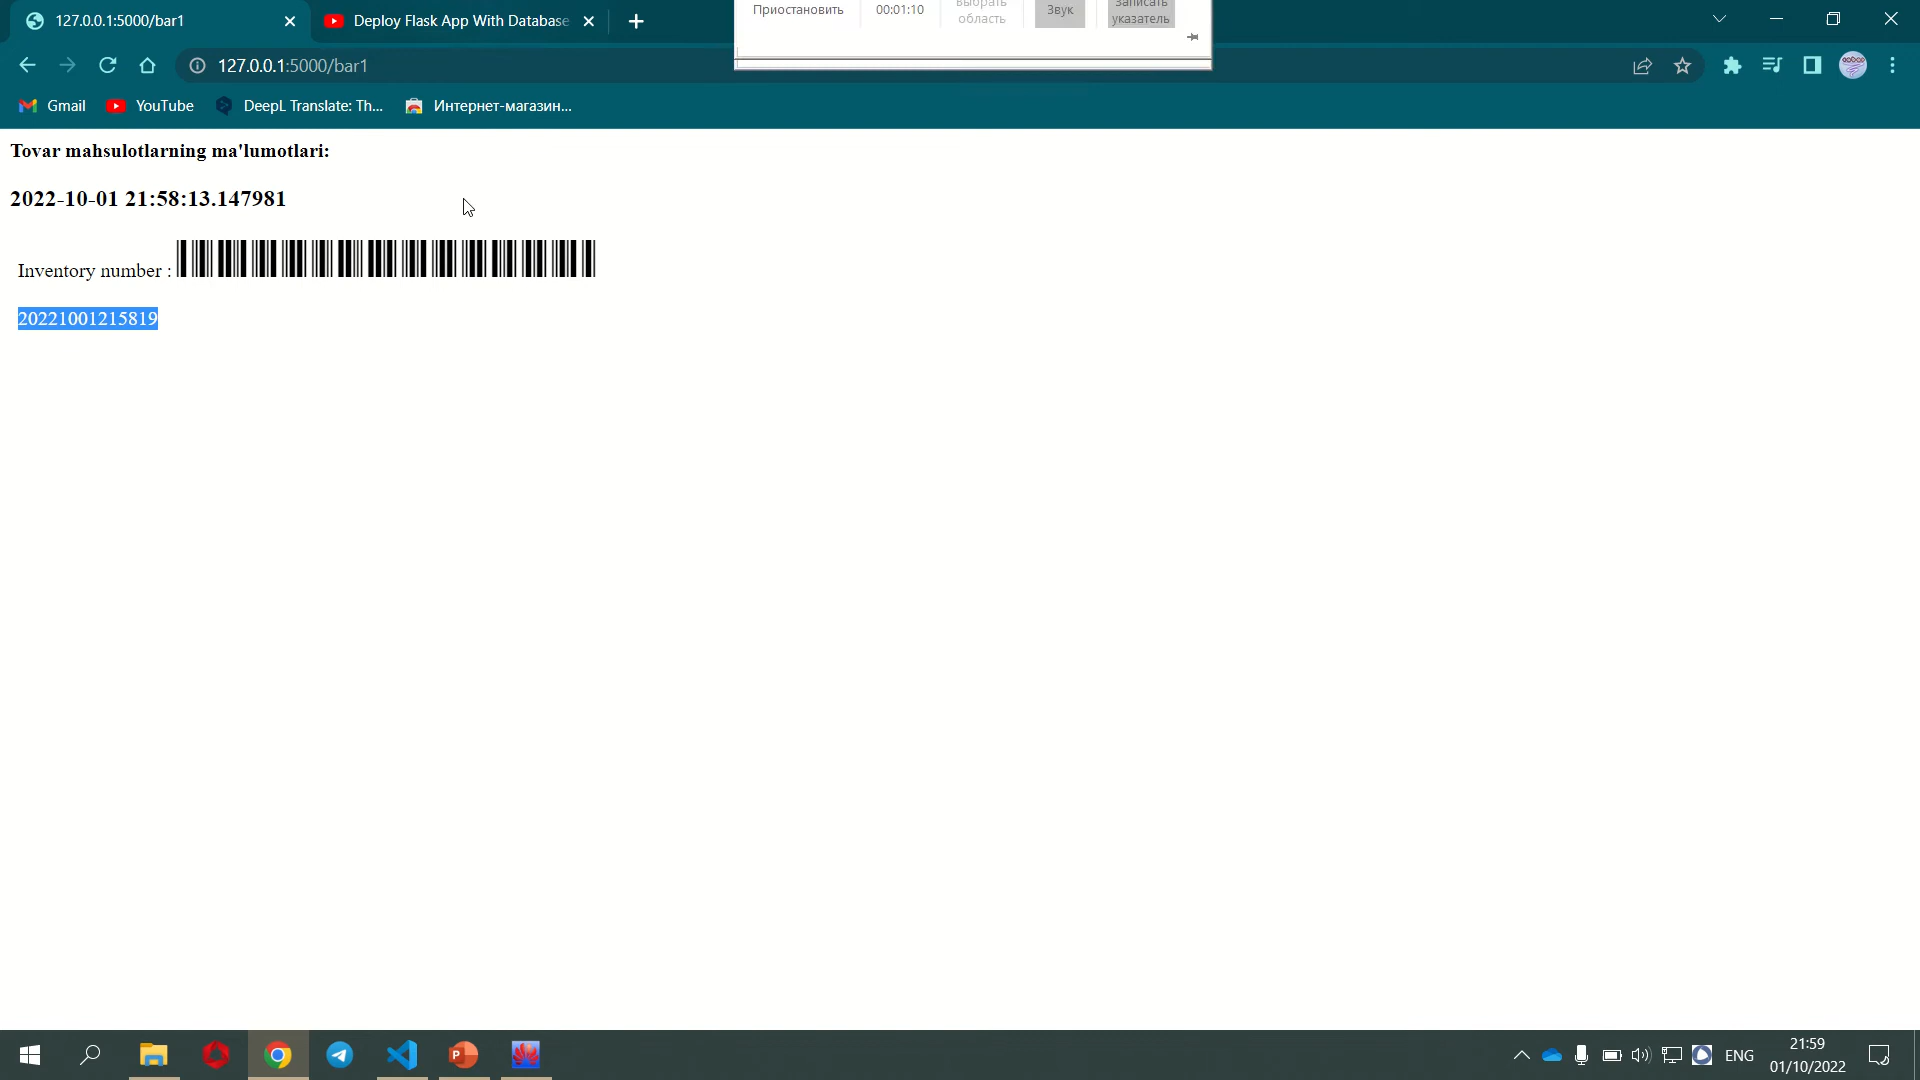 127.0.0.1:5000/bar1
Deploy Flask App With Database
Приостановить
00:01:10
Выбрать
область
Звук
Записать
указатель
127.0.0.1:5000/bar1
Gmail
YouTube
DeepL Translate: Th...
Интернет-магазин...
Tovar mahsulotlarning ma'lumotlari:
2022-10-01 21:58:13.147981
Inventory number :
20221001215819
ENG
21:59
01/10/2022